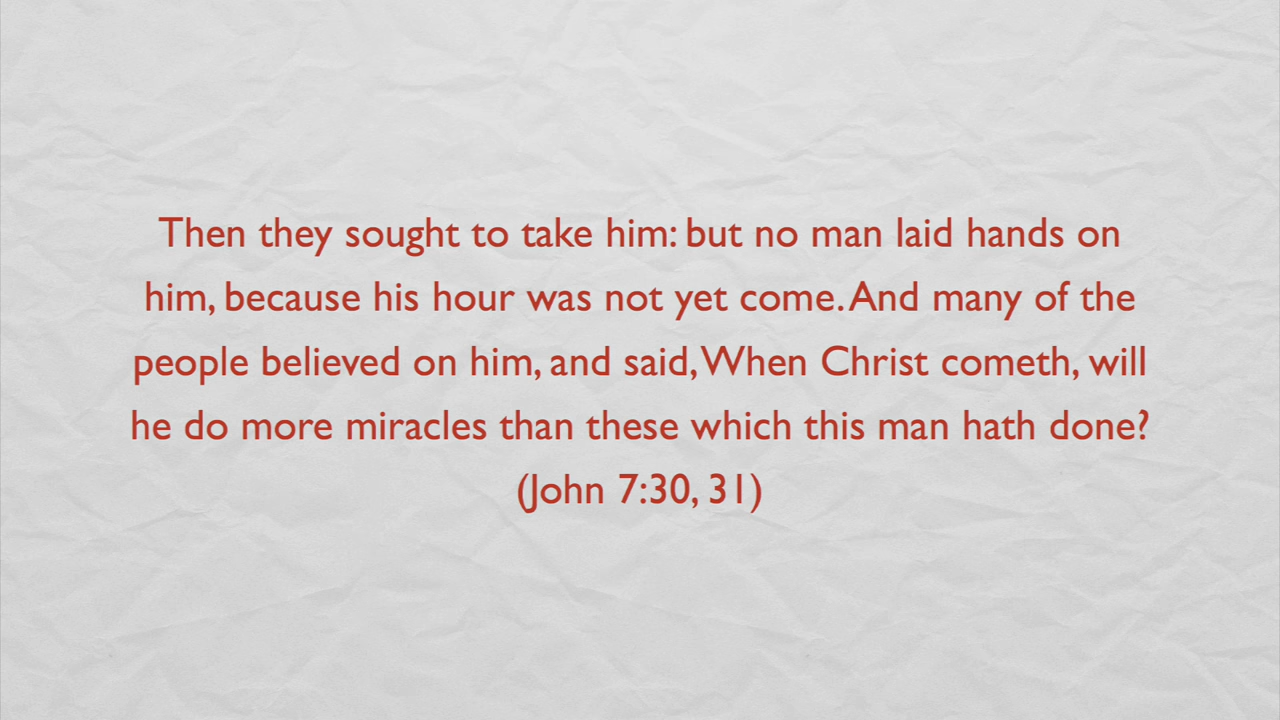 Then they sought to take him: but no man laid hands on
him, because his hour was not yet come. And many of the
people believed on him, and said, When Christ cometh, will
he do more miracles than these which this man hath done?
(John 7:30, 31)